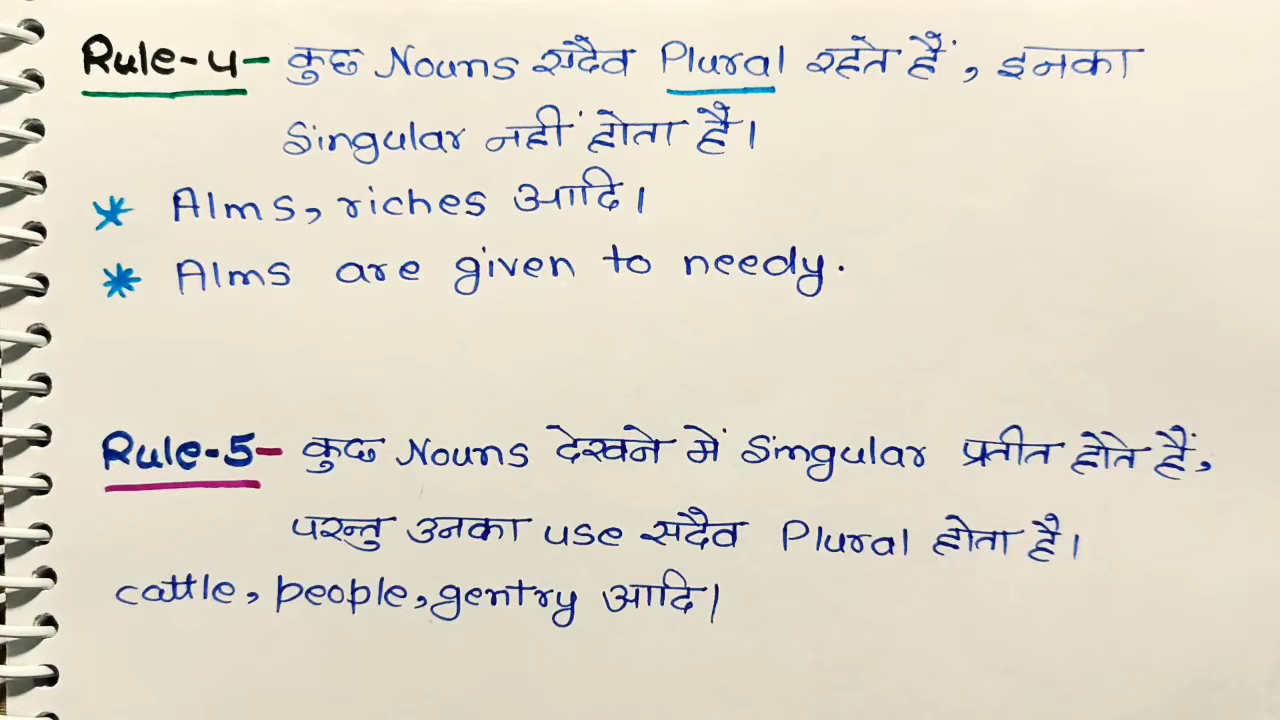 Rule-4- कुछ Nouns सदैव Plural रहते हैं, इनका
Singular नहीं होता है।
* Alms, riches आदि।
* Alms are given to needy.
Rule-5- कुछ Nouns देखने में Singular प्रतीत होते हैं,
परन्तु उनका use सदैव Plural होता है।
cattle, people, gentry आदि।